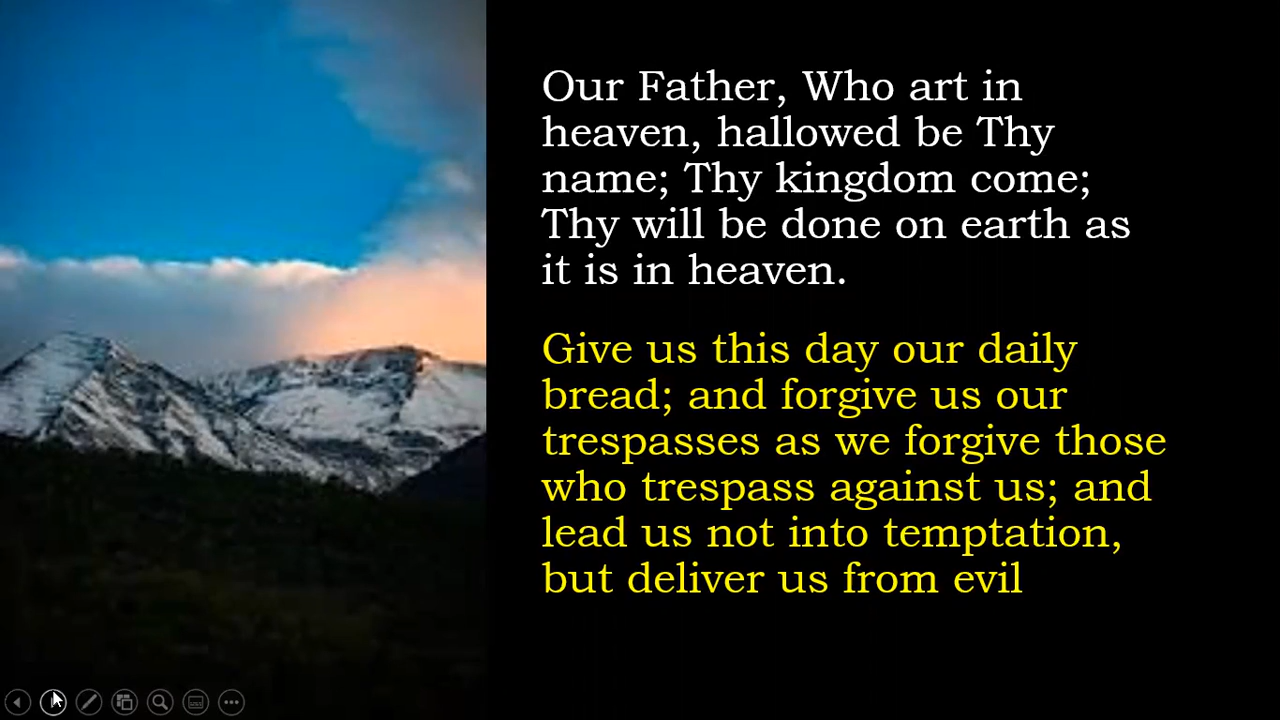 Our Father, Who art in
heaven, hallowed be Thy
name; Thy kingdom come;
Thy will be done on earth as
it is in heaven.
Give us this day our daily
bread; and forgive us our
trespasses as we forgive those
who trespass against us; and
lead us not into temptation,
but deliver us from evil